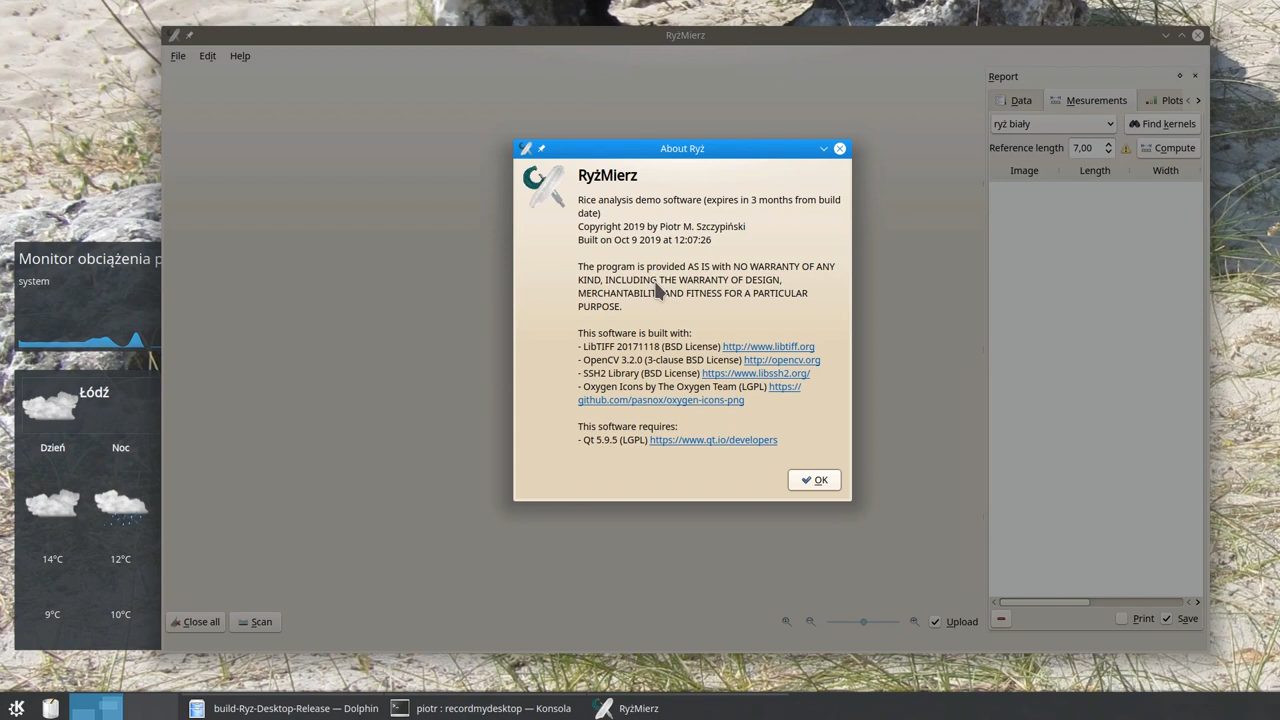 RyżMierz
File Edit Help
Report
Data Mesurements Plots
ryż biały Find kernels
Reference length 7,00 Compute
Image Length Width
About Ryż
RyżMierz
Rice analysis demo software (expires in 3 months from build
date)
Copyright 2019 by Piotr M. Szczypiński
Built on Oct 9 2019 at 12:07:26
The program is provided AS IS with NO WARRANTY OF ANY
KIND, INCLUDING THE WARRANTY OF DESIGN,
MERCHANTABILITY AND FITNESS FOR A PARTICULAR
PURPOSE.
This software is built with:
- LibTIFF 20171118 (BSD License) http://www.libtiff.org
- OpenCV 3.2.0 (3-clause BSD License) http://opencv.org
- SSH2 Library (BSD License) https://www.libssh2.org/
- Oxygen Icons by The Oxygen Team (LGPL) https://
github.com/pasnox/oxygen-icons-png
This software requires:
- Qt 5.9.5 (LGPL) https://www.qt.io/developers
OK
Monitor obciążenia p
system
Łódź
Dzień Noc
14°C 12°C
9°C 10°C
Close all Scan
Upload
Print Save
build-Ryz-Desktop-Release — Dolphin
piotr : recordmydesktop — Konsola
RyżMierz